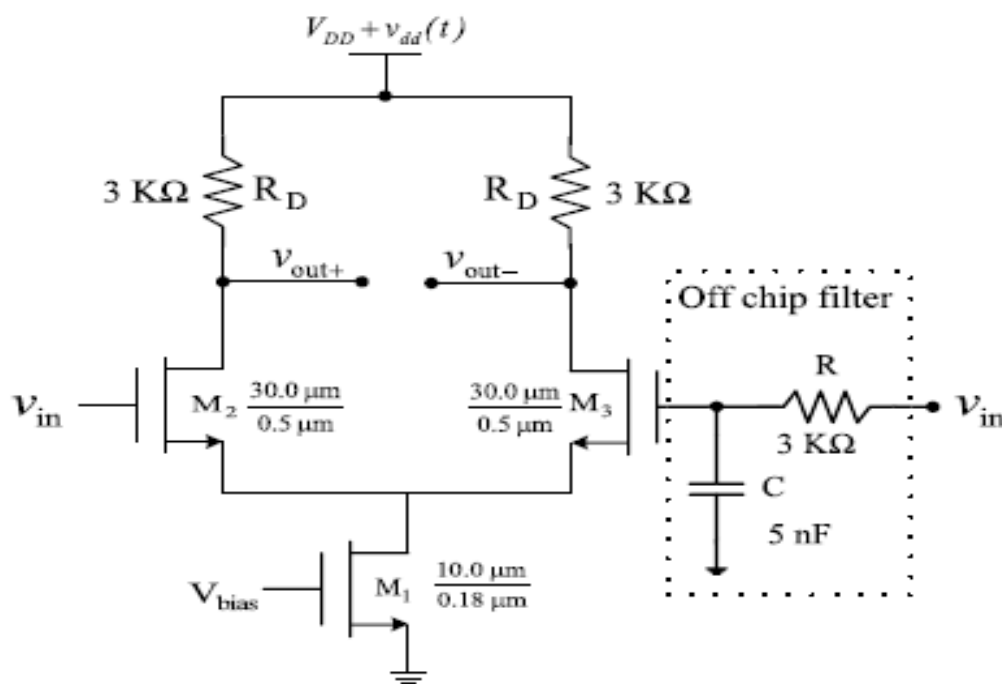 V_DD + v_dd(t)
3 KΩ R_D
R_D 3 KΩ
v_out+
v_out−
Off chip filter
R
3 KΩ
v_in
C
5 nF
v_in
M_2 30.0 μm / 0.5 μm
30.0 μm / 0.5 μm M_3
V_bias
M_1 10.0 μm / 0.18 μm